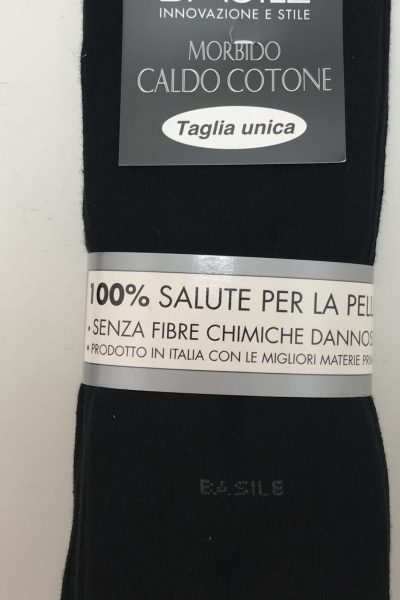 BASILE
INNOVAZIONE E STILE
MORBIDO
CALDO COTONE
Taglia unica
100% SALUTE PER LA PELL
• SENZA FIBRE CHIMICHE DANNOS
• PRODOTTO IN ITALIA CON LE MIGLIORI MATERIE PRI
BASILE